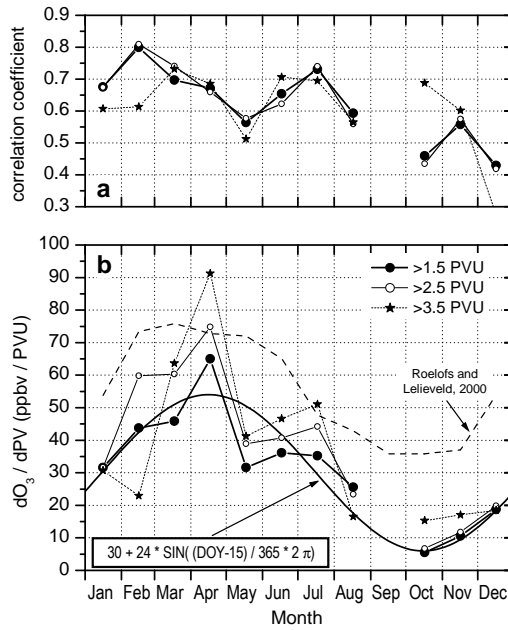 correlation coefficient
1.0
0.9
0.8
0.7
0.6
0.5
0.4
0.3
a
b
>1.5 PVU
>2.5 PVU
>3.5 PVU
Roelofs and
Lelieveld, 2000
dO3 / dPV (ppbv / PVU)
100
90
80
70
60
50
40
30
20
10
0
30 + 24 * SIN( (DOY-15) / 365 * 2 π)
Jan Feb Mar Apr May Jun Jul Aug Sep Oct Nov Dec
Month